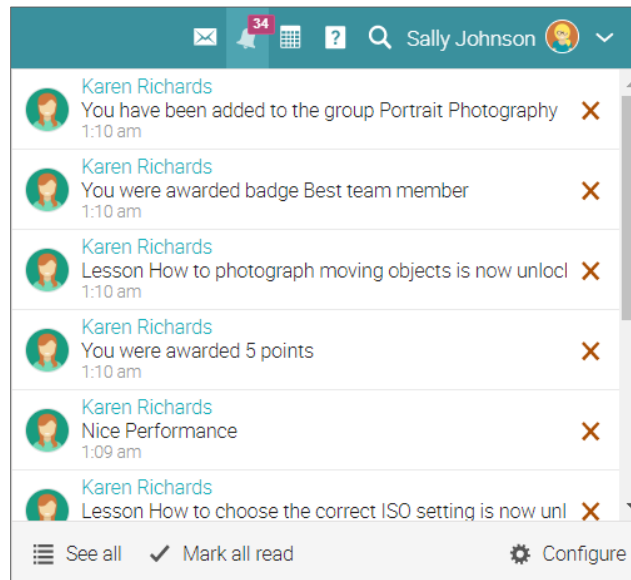 34
Sally Johnson
Karen Richards
You have been added to the group Portrait Photography
1:10 am
Karen Richards
You were awarded badge Best team member
1:10 am
Karen Richards
Lesson How to photograph moving objects is now unlocl
1:10 am
Karen Richards
You were awarded 5 points
1:10 am
Karen Richards
Nice Performance
1:09 am
Karen Richards
Lesson How to choose the correct ISO setting is now unl
See all Mark all read Configure